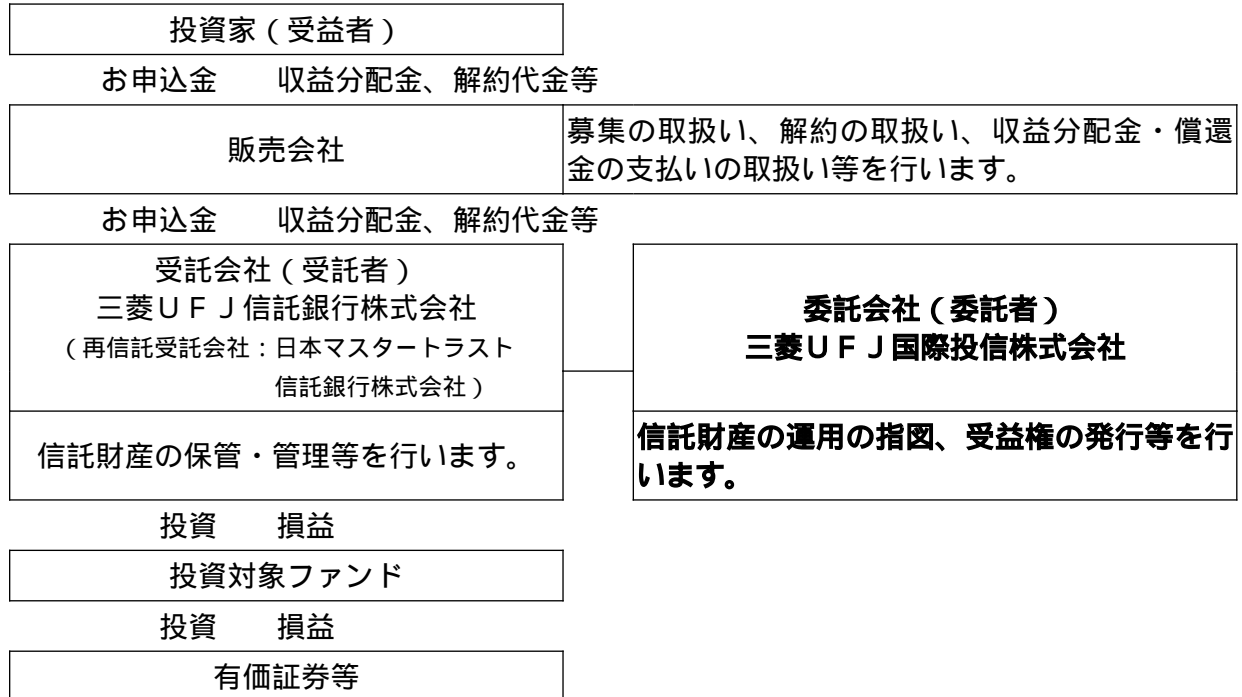 投資家（受益者）
お申込金　　収益分配金、解約代金等
販売会社
募集の取扱い、解約の取扱い、収益分配金・償還
金の支払いの取扱い等を行います。
お申込金　　収益分配金、解約代金等
受託会社（受託者）
三菱ＵＦＪ信託銀行株式会社
（再信託受託会社：日本マスタートラスト
信託銀行株式会社）
委託会社（委託者）
三菱ＵＦＪ国際投信株式会社
信託財産の保管・管理等を行います。
信託財産の運用の指図、受益権の発行等を行
います。
投資　　損益
投資対象ファンド
投資　　損益
有価証券等